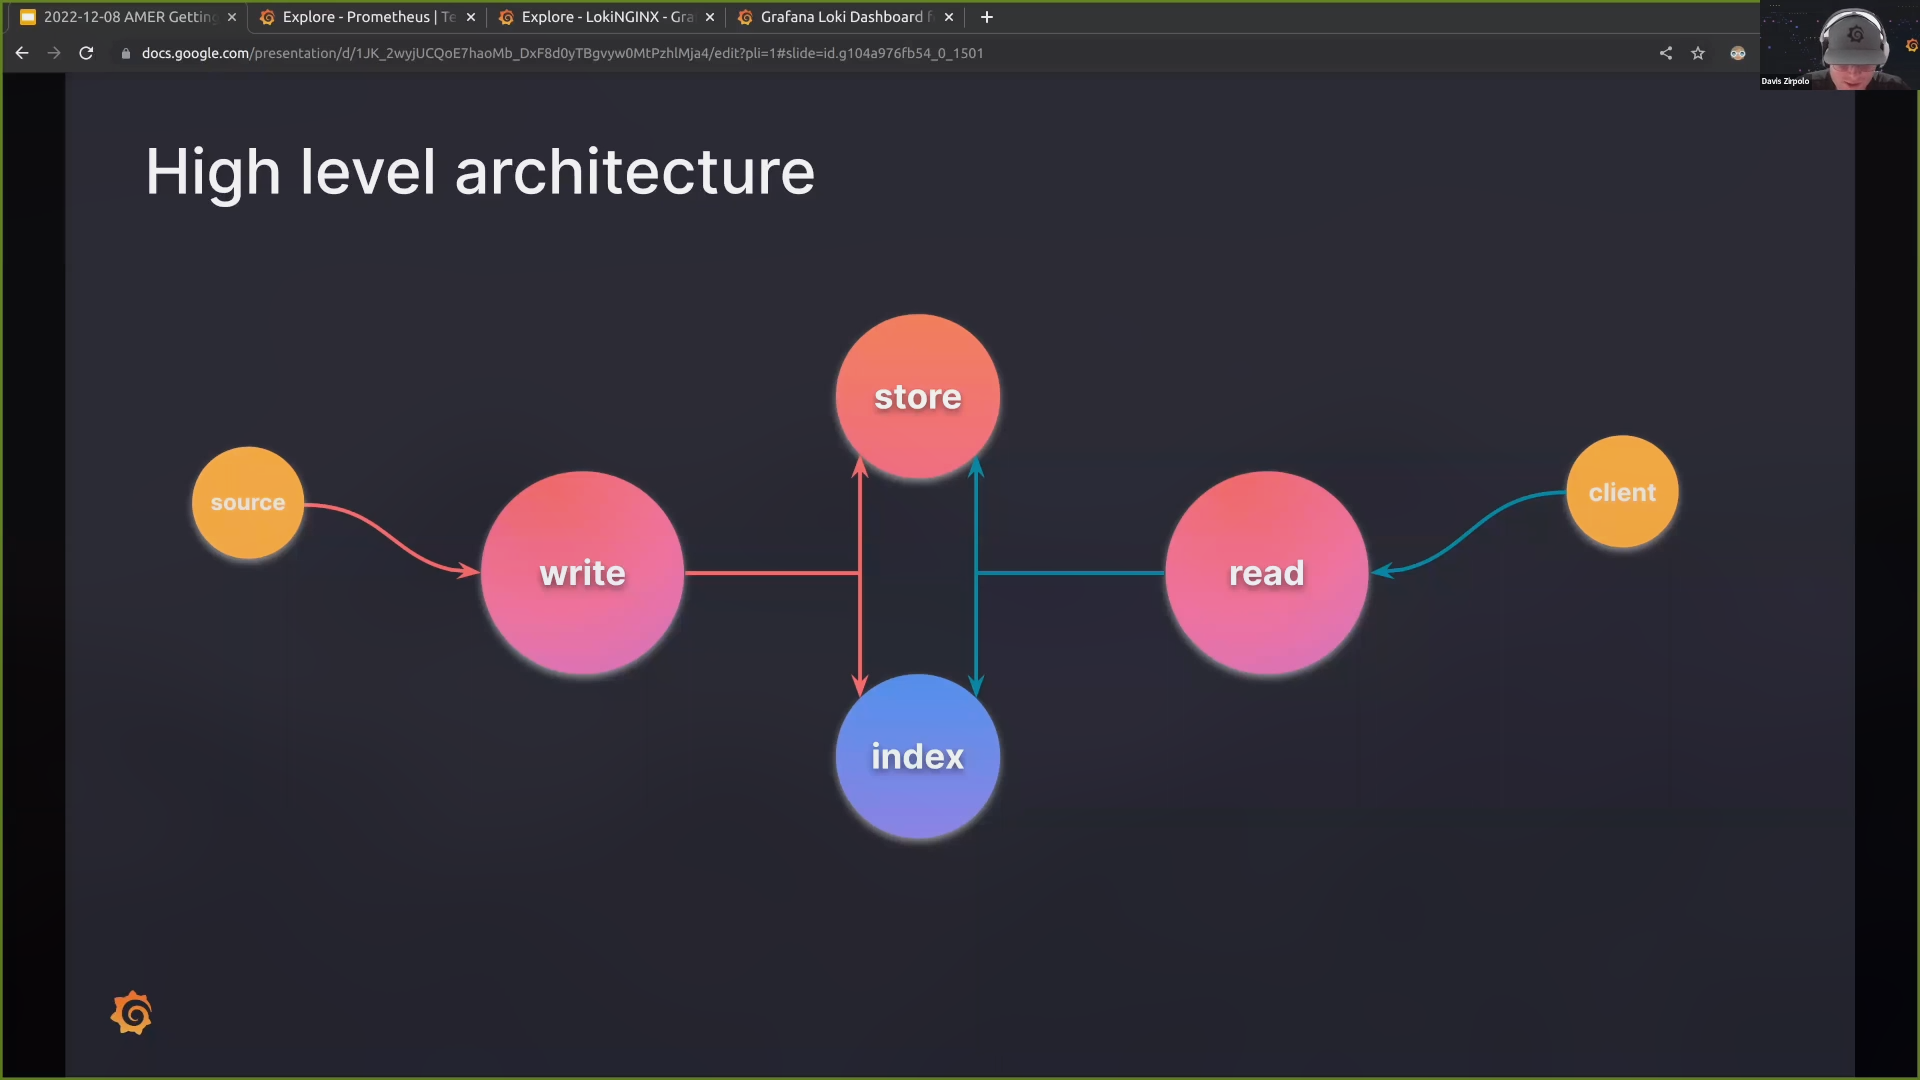 2022-12-08 AMER Getting
Explore - Prometheus | Te
Explore - LokiNGINX - Gra
Grafana Loki Dashboard f
docs.google.com/presentation/d/1JK_2wyjUCQoE7haoMb_DxF8d0yTBgvyw0MtPzhlMja4/edit?pli=1#slide=id.g104a976fb54_0_1501
Davis Zirpolo
High level architecture
store
source
client
write
read
index